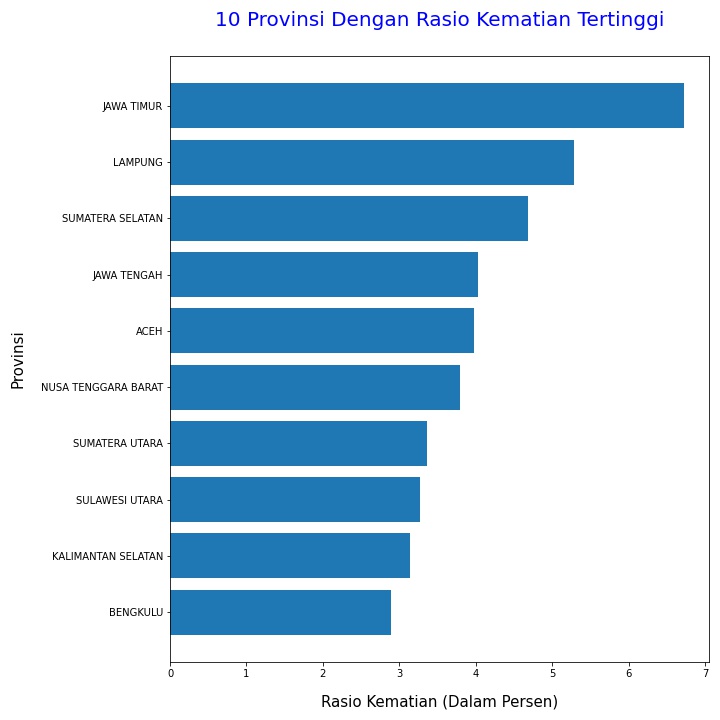 10 Provinsi Dengan Rasio Kematian Tertinggi
JAWA TIMUR
LAMPUNG
SUMATERA SELATAN
JAWA TENGAH
ACEH
NUSA TENGGARA BARAT
SUMATERA UTARA
SULAWESI UTARA
KALIMANTAN SELATAN
BENGKULU
Provinsi
0 1 2 3 4 5 6 7
Rasio Kematian (Dalam Persen)